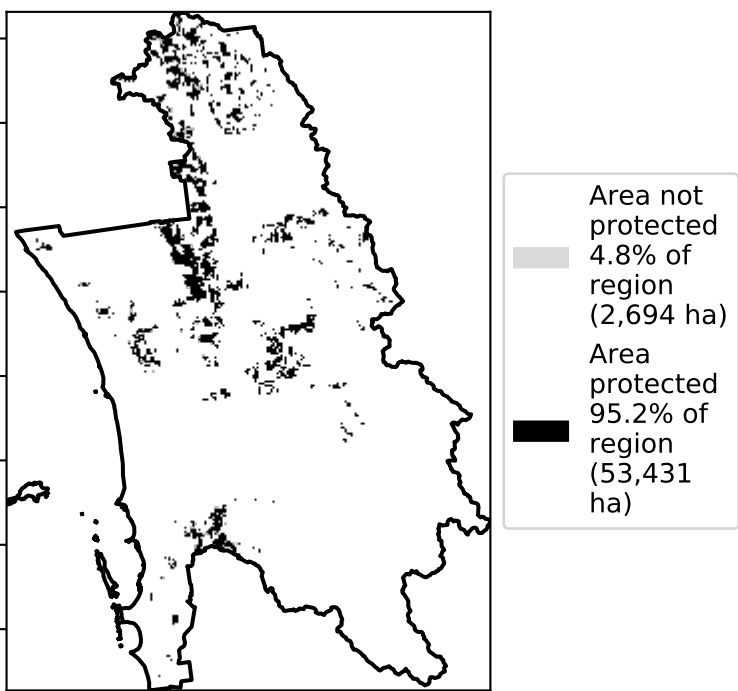 Area not
protected
4.8% of
region
(2,694 ha)
Area
protected
95.2% of
region
(53,431
ha)